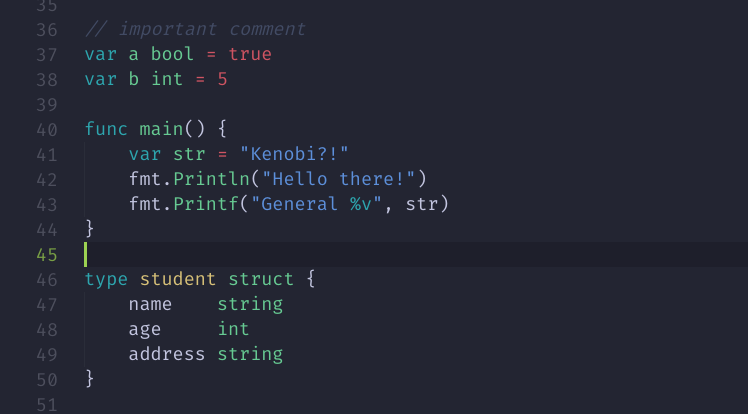 35
36 // important comment
37 var a bool = true
38 var b int = 5
39
40 func main() {
41     var str = "Kenobi?!"
42     fmt.Println("Hello there!")
43     fmt.Printf("General %v", str)
44 }
45
46 type student struct {
47     name    string
48     age     int
49     address string
50 }
51